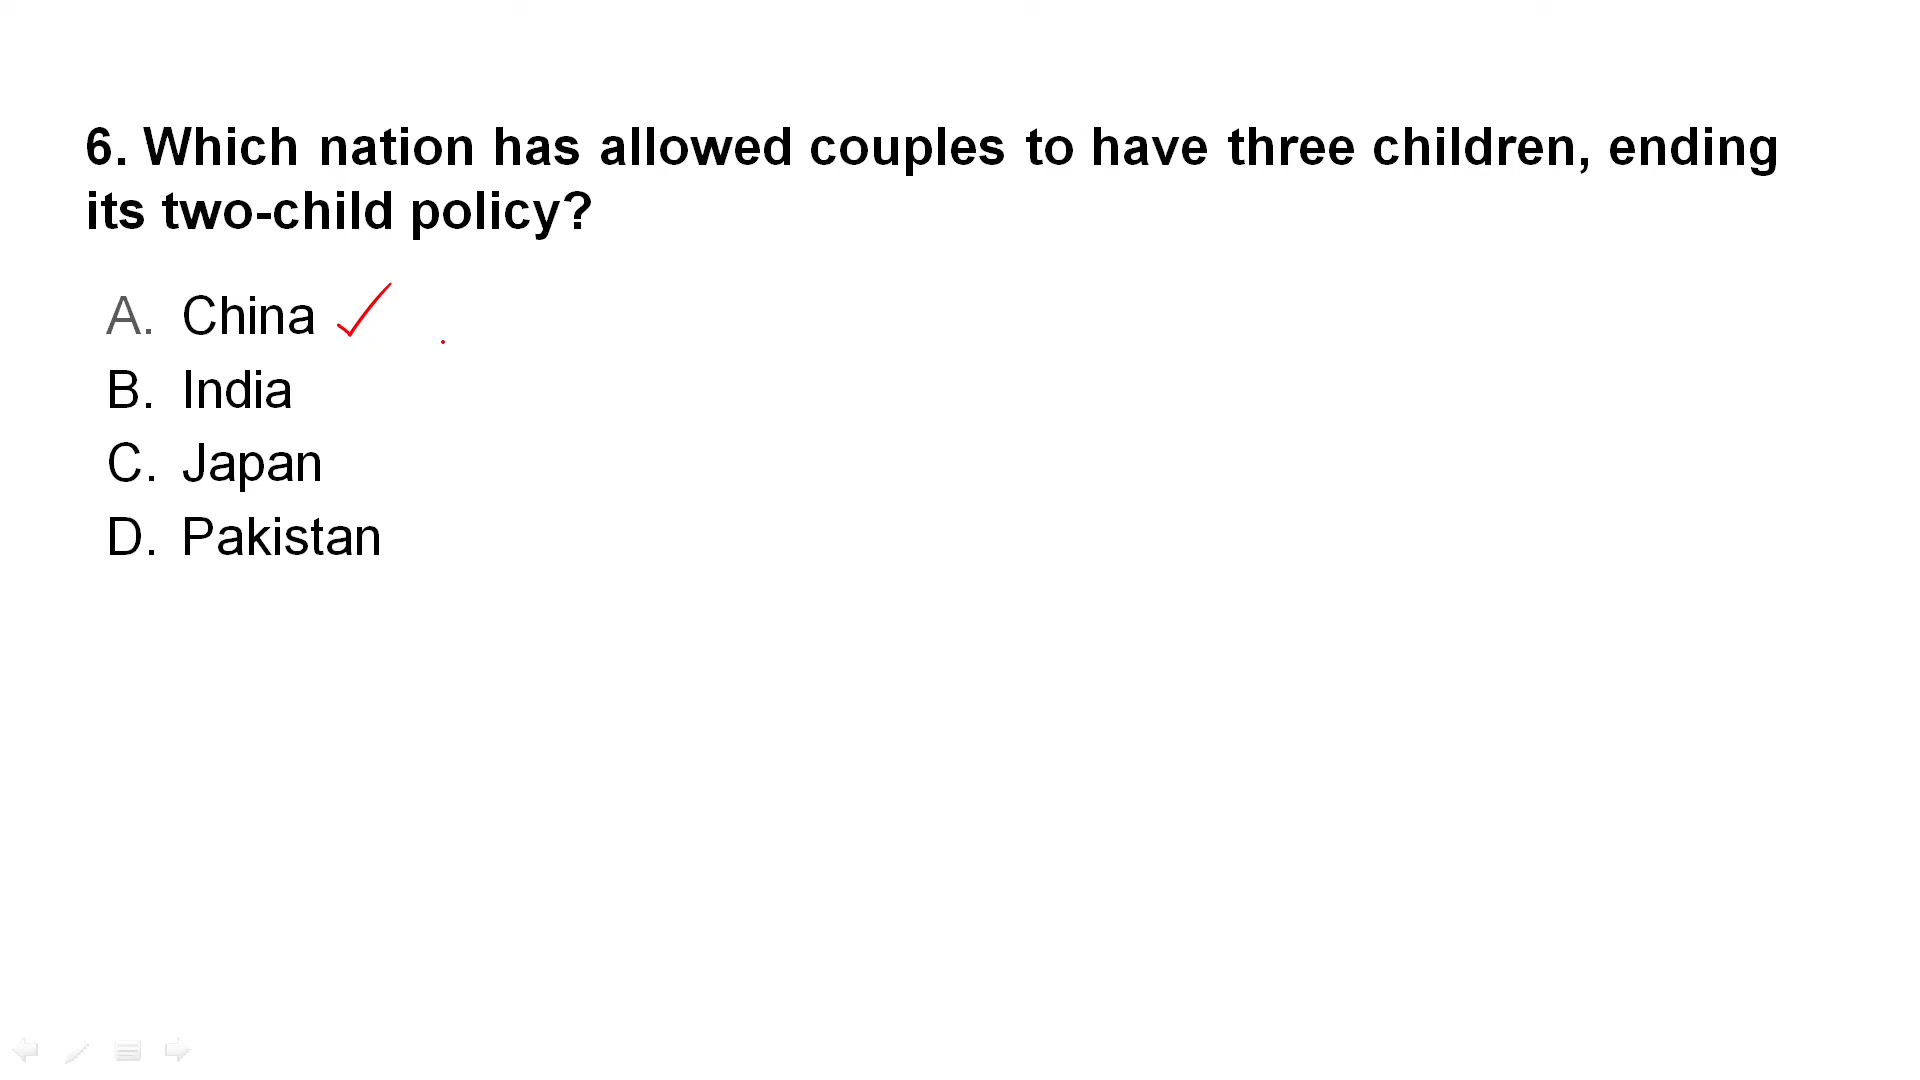 6. Which nation has allowed couples to have three children, ending
its two-child policy?
A. China
B. India
C. Japan
D. Pakistan